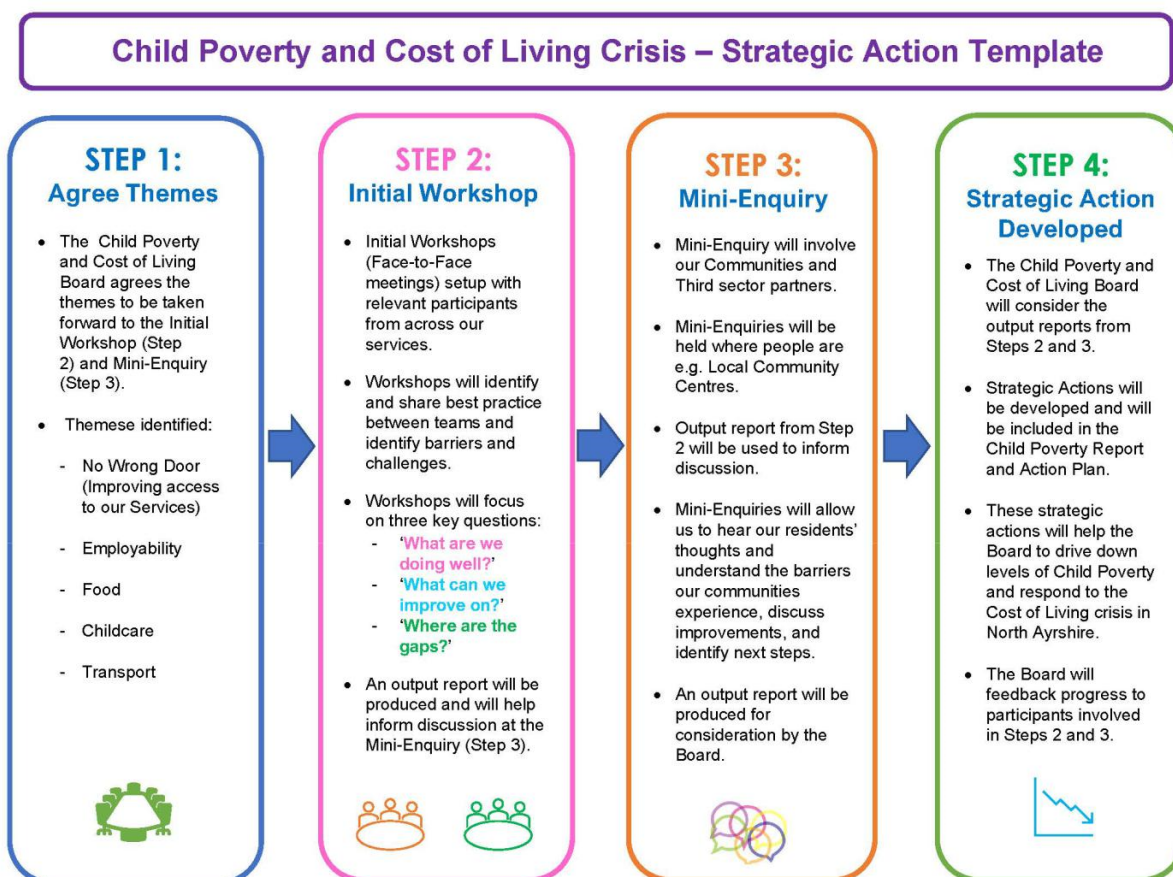 Child Poverty and Cost of Living Crisis – Strategic Action Template
STEP 1:
Agree Themes
• The Child Poverty
and Cost of Living
Board agrees the
themes to be taken
forward to the Initial
Workshop (Step
2) and Mini-Enquiry
(Step 3).
• Themese identified:
- No Wrong Door
(Improving access
to our Services)
- Employability
- Food
- Childcare
- Transport
STEP 2:
Initial Workshop
• Initial Workshops
(Face-to-Face
meetings) setup with
relevant participants
from across our
services.
• Workshops will identify
and share best practice
between teams and
identify barriers and
challenges.
• Workshops will focus
on three key questions:
- ‘What are we
doing well?’
- ‘What can we
improve on?’
- ‘Where are the
gaps?’
• An output report will be
produced and will help
inform discussion at the
Mini-Enquiry (Step 3).
STEP 3:
Mini-Enquiry
• Mini-Enquiry will involve
our Communities and
Third sector partners.
• Mini-Enquiries will be
held where people are
e.g. Local Community
Centres.
• Output report from Step
2 will be used to inform
discussion.
• Mini-Enquiries will allow
us to hear our residents’
thoughts and
understand the barriers
our communities
experience, discuss
improvements, and
identify next steps.
• An output report will be
produced for
consideration by the
Board.
STEP 4:
Strategic Action
Developed
• The Child Poverty and
Cost of Living Board
will consider the
output reports from
Steps 2 and 3.
• Strategic Actions will
be developed and will
be included in the
Child Poverty Report
and Action Plan.
• These strategic
actions will help the
Board to drive down
levels of Child Poverty
and respond to the
Cost of Living crisis in
North Ayrshire.
• The Board will
feedback progress to
participants involved
in Steps 2 and 3.